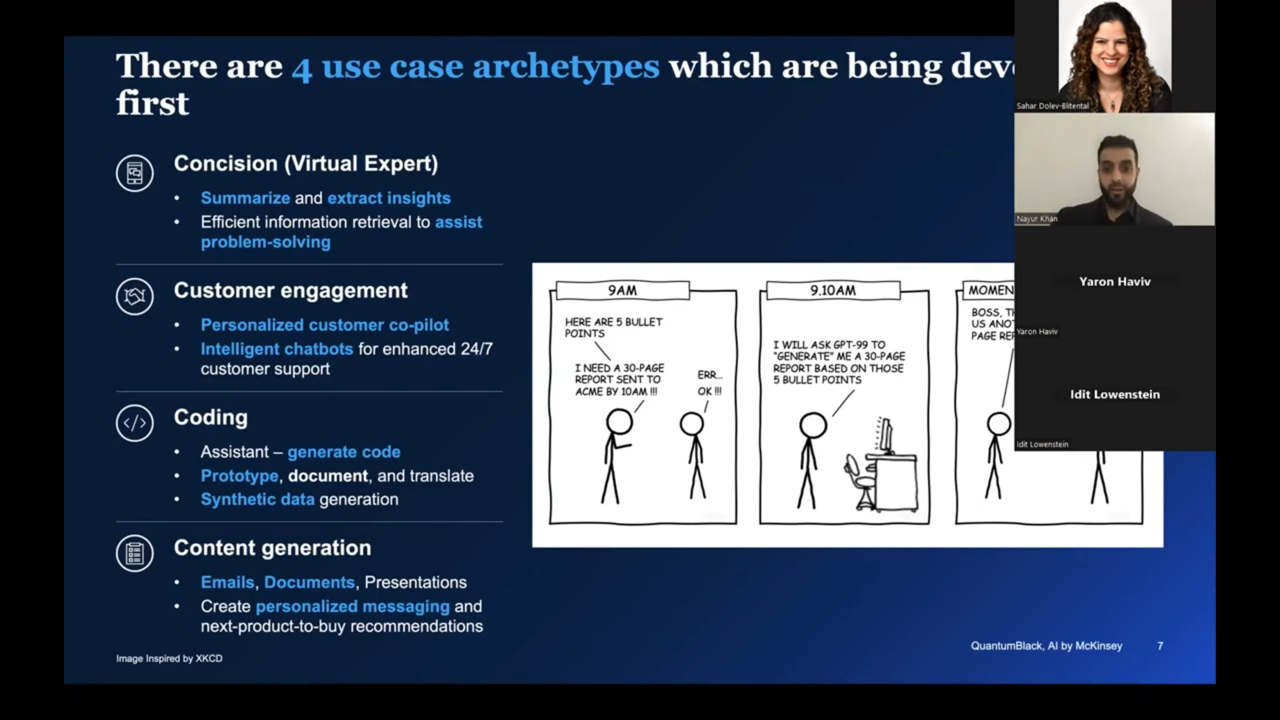 There are 4 use case archetypes which are being
first
Concision (Virtual Expert)
• Summarize and extract insights
• Efficient information retrieval to assist
problem-solving
Customer engagement
• Personalized customer co-pilot
• Intelligent chatbots for enhanced 24/7
customer support
Coding
• Assistant – generate code
• Prototype, document, and translate
• Synthetic data generation
Content generation
• Emails, Documents, Presentations
• Create personalized messaging and
next-product-to-buy recommendations
Image Inspired by XKCD
9AM
HERE ARE 5 BULLET
POINTS
I NEED A 30-PAGE
REPORT SENT TO
ACME BY 10AM !!!
ERR...
OK !!!
9.10AM
I WILL ASK GPT-99 TO
"GENERATE" ME A 30-PAGE
REPORT BASED ON THOSE
5 BULLET POINTS
BOSS,
US
PAGE
QuantumBlack, AI by McKinsey
7
Sahar Dolev-Blitental
Nayur Khan
Yaron Haviv
Yaron Haviv
Idit Lowenstein
Idit Lowenstein